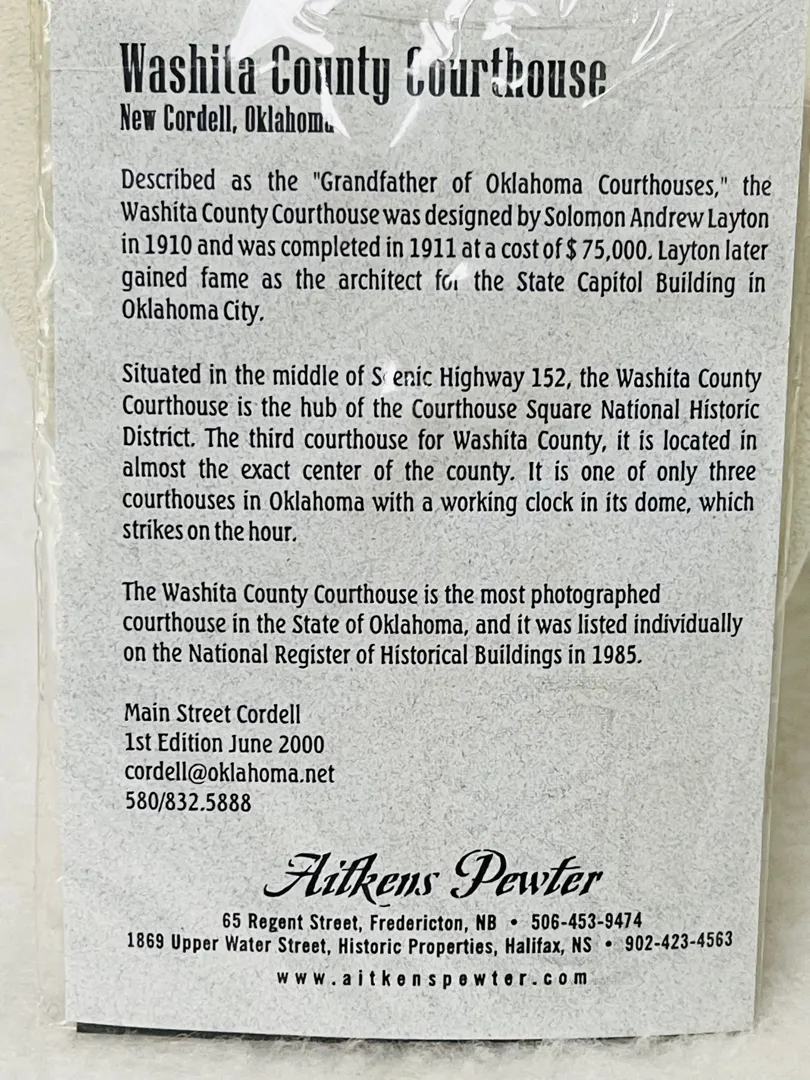 Washita County Courthouse
New Cordell, Oklahoma
Described as the "Grandfather of Oklahoma Courthouses," the
Washita County Courthouse was designed by Solomon Andrew Layton
in 1910 and was completed in 1911 at a cost of $ 75,000. Layton later
gained fame as the architect for the State Capitol Building in
Oklahoma City.
Situated in the middle of Scenic Highway 152, the Washita County
Courthouse is the hub of the Courthouse Square National Historic
District. The third courthouse for Washita County, it is located in
almost the exact center of the county. It is one of only three
courthouses in Oklahoma with a working clock in its dome, which
strikes on the hour.
The Washita County Courthouse is the most photographed
courthouse in the State of Oklahoma, and it was listed individually
on the National Register of Historical Buildings in 1985.
Main Street Cordell
1st Edition June 2000
cordell@oklahoma.net
580/832.5888
Aitkens Pewter
65 Regent Street, Fredericton, NB • 506-453-9474
1869 Upper Water Street, Historic Properties, Halifax, NS • 902-423-4563
www.aitkenspewter.com